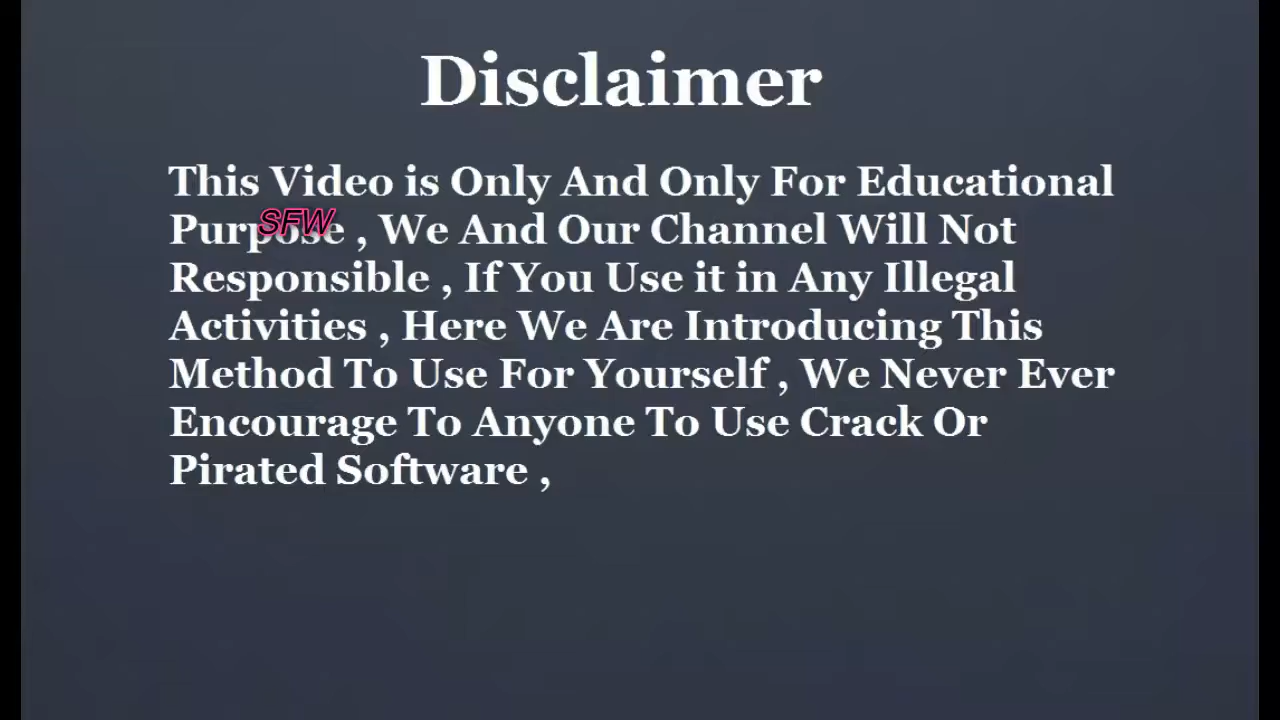 Disclaimer
This Video is Only And Only For Educational
Purpose , We And Our Channel Will Not
SFW
Responsible , If You Use it in Any Illegal
Activities , Here We Are Introducing This
Method To Use For Yourself , We Never Ever
Encourage To Anyone To Use Crack Or
Pirated Software ,